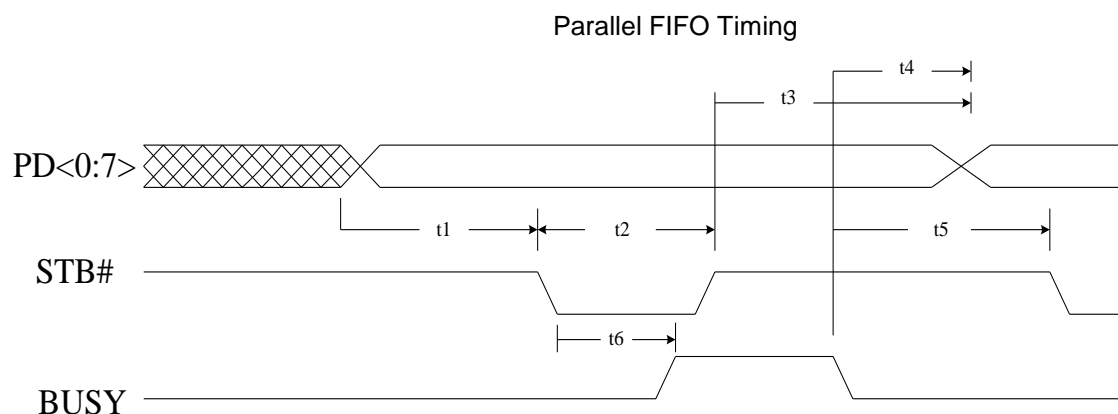 Parallel FIFO Timing
t4
t3
PD<0:7>
t1
t2
t5
STB#
t6
BUSY